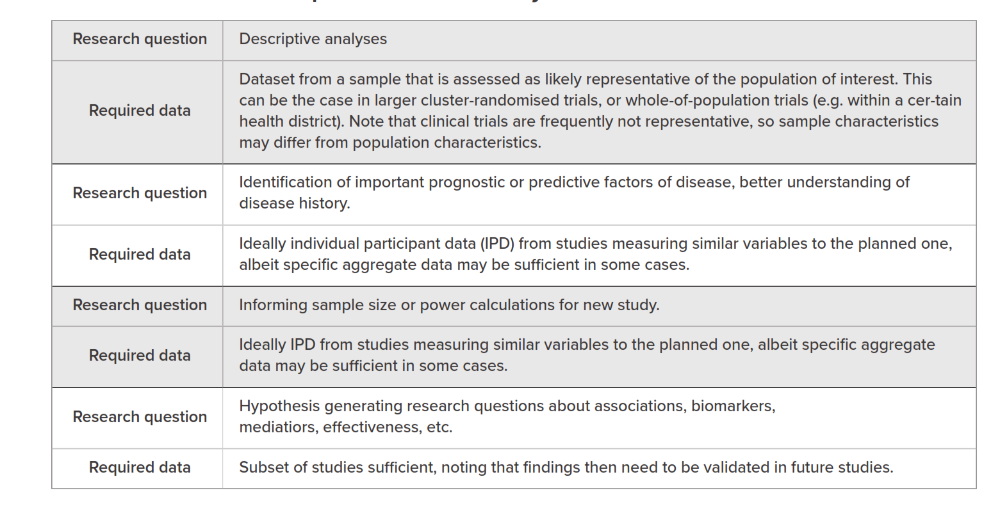 Research question
Descriptive analyses
Required data
Dataset from a sample that is assessed as likely representative of the population of interest. This
can be the case in larger cluster-randomised trials, or whole-of-population trials (e.g. within a cer-tain
health district). Note that clinical trials are frequently not representative, so sample characteristics
may differ from population characteristics.
Research question
Identification of important prognostic or predictive factors of disease, better understanding of
disease history.
Required data
Ideally individual participant data (IPD) from studies measuring similar variables to the planned one,
albeit specific aggregate data may be sufficient in some cases.
Research question
Informing sample size or power calculations for new study.
Required data
Ideally IPD from studies measuring similar variables to the planned one, albeit specific aggregate
data may be sufficient in some cases.
Research question
Hypothesis generating research questions about associations, biomarkers,
mediatiors, effectiveness, etc.
Required data
Subset of studies sufficient, noting that findings then need to be validated in future studies.